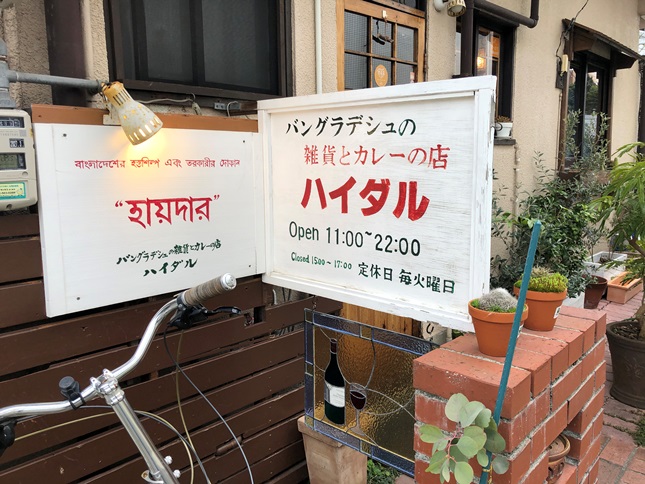 বাংলাদেশের হস্তশিল্প এবং তরকারীর দোকান
"হায়দার"
バングラデシュの雑貨とカレーの店
ハイダル
バングラデシュの
雑貨とカレーの店
ハイダル
Open 11:00~22:00
Closed 15:00~17:00 定休日 毎火曜日